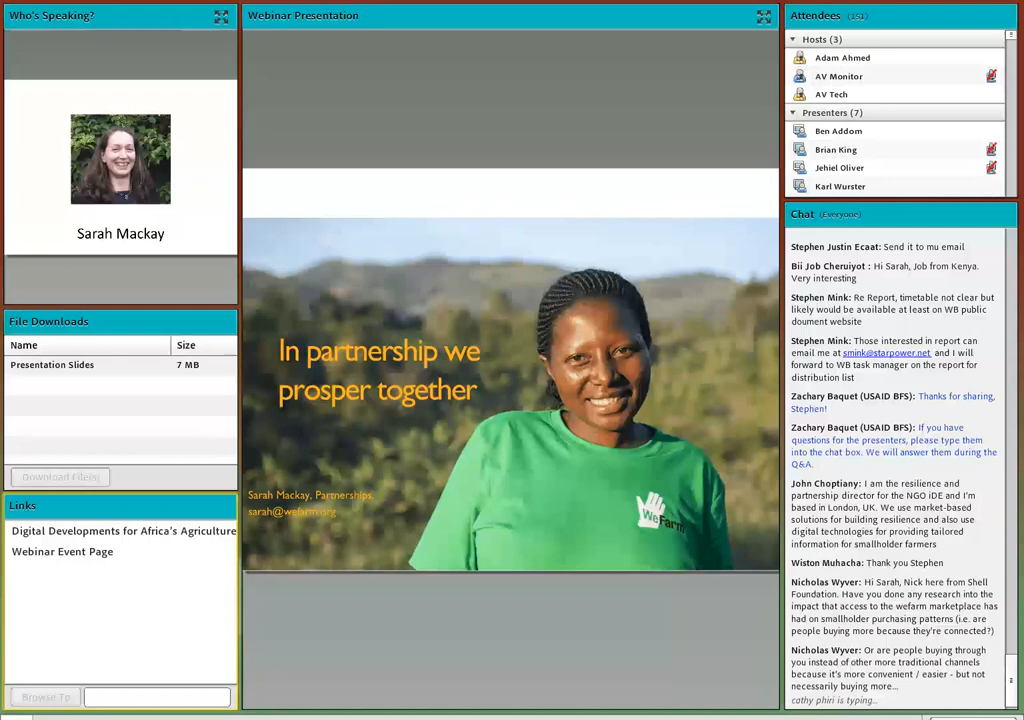 Who's Speaking?
Sarah Mackay
File Downloads
Name Size
Presentation Slides 7 MB
Download File(s)
Links
Digital Developments for Africa's Agriculture
Webinar Event Page
Browse To
Webinar Presentation
In partnership we
prosper together
Sarah Mackay, Partnerships,
sarah@wefarm.org
WeFarm
Attendees (151)
Hosts (3)
Adam Ahmed
AV Monitor
AV Tech
Presenters (7)
Ben Addom
Brian King
Jehiel Oliver
Karl Wurster
Chat (Everyone)
Stephen Justin Ecaat: Send it to mu email
Bii Job Cheruiyot : Hi Sarah, Job from Kenya.
Very interesting
Stephen Mink: Re Report, timetable not clear but
likely would be available at least on WB public
doument website
Stephen Mink: Those interested in report can
email me at smink@starpower.net and I will
forward to WB task manager on the report for
distribution list
Zachary Baquet (USAID BFS): Thanks for sharing,
Stephen!
Zachary Baquet (USAID BFS): If you have
questions for the presenters, please type them
into the chat box. We will answer them during the
Q&A.
John Choptiany: I am the resilience and
partnership director for the NGO iDE and I'm
based in London, UK. We use market-based
solutions for building resilience and also use
digital technologies for providing tailored
information for smallholder farmers
Wiston Muhacha: Thank you Stephen
Nicholas Wyver: Hi Sarah, Nick here from Shell
Foundation. Have you done any research into the
impact that access to the wefarm marketplace has
had on smallholder purchasing patterns (i.e. are
people buying more because they're connected?)
Nicholas Wyver: Or are people buying through
you instead of other more traditional channels
because it's more convenient / easier - but not
necessarily buying more...
cathy phiri is typing...